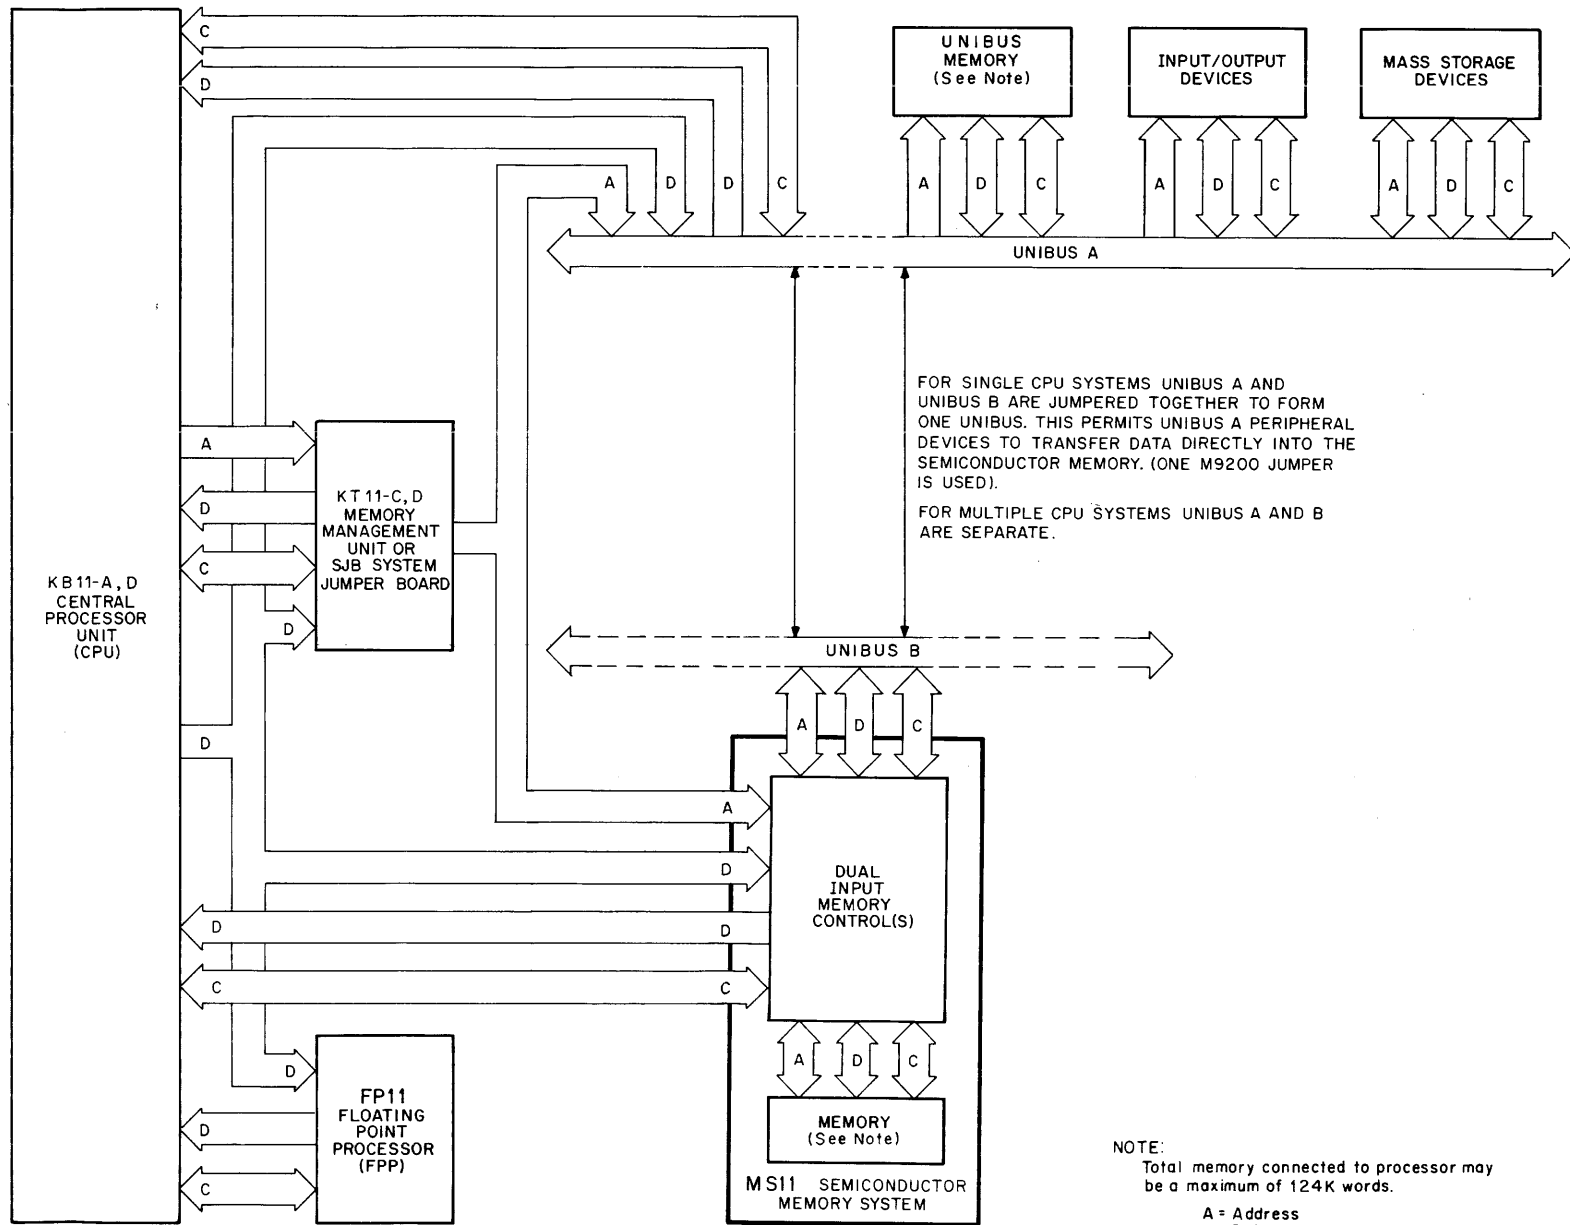 C
D
UNIBUS
MEMORY
(See Note)
INPUT/OUTPUT
DEVICES
MASS STORAGE
DEVICES
A
D
D
C
A
D
C
A
D
C
A
D
C
UNIBUS A
FOR SINGLE CPU SYSTEMS UNIBUS A AND
UNIBUS B ARE JUMPERED TOGETHER TO FORM
ONE UNIBUS. THIS PERMITS UNIBUS A PERIPHERAL
DEVICES TO TRANSFER DATA DIRECTLY INTO THE
SEMICONDUCTOR MEMORY. (ONE M9200 JUMPER
IS USED).
FOR MULTIPLE CPU SYSTEMS UNIBUS A AND B
ARE SEPARATE.
A
D
C
D
KT11-C,D
MEMORY
MANAGEMENT
UNIT OR
SJB SYSTEM
JUMPER BOARD
KB11-A,D
CENTRAL
PROCESSOR
UNIT
(CPU)
UNIBUS B
A
D
C
D
A
D
D
D
C
C
DUAL
INPUT
MEMORY
CONTROL(S)
A
D
C
MEMORY
(See Note)
MS11 SEMICONDUCTOR
MEMORY SYSTEM
D
D
C
FP11
FLOATING
POINT
PROCESSOR
(FPP)
NOTE:
Total memory connected to processor may
be a maximum of 124K words.
A = Address